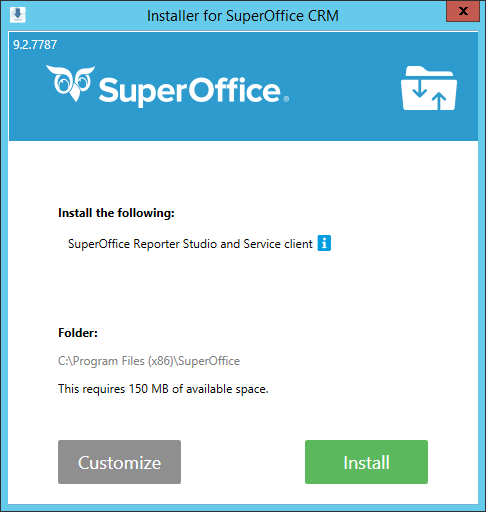 Installer for SuperOffice CRM
x
9.2.7787
SuperOffice®
Install the following:
SuperOffice Reporter Studio and Service client i
Folder:
C:\Program Files (x86)\SuperOffice
This requires 150 MB of available space.
Customize
Install